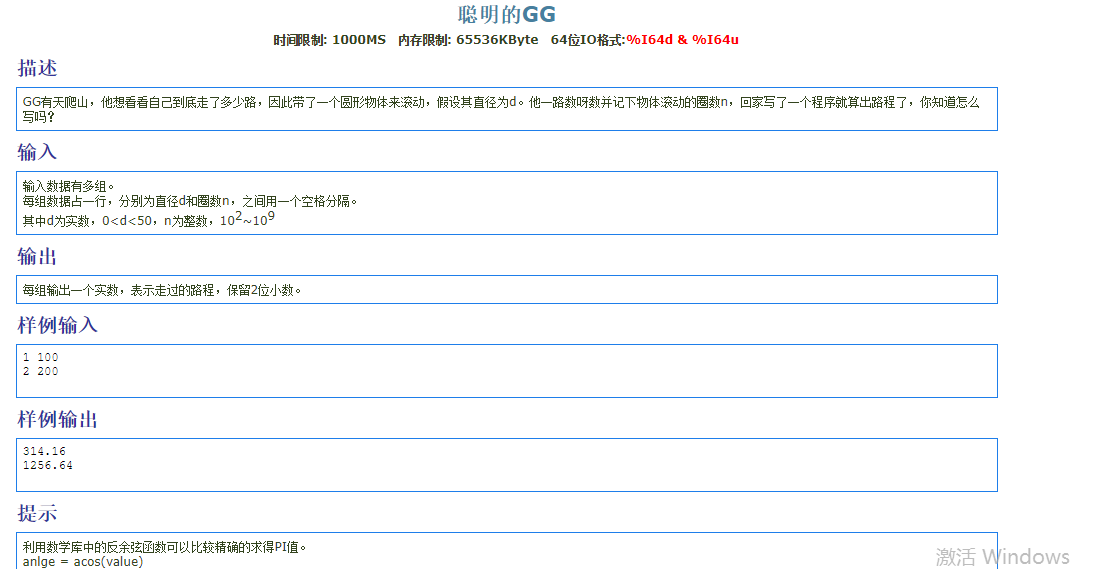 聪明的GG
时间限制: 1000MS 内存限制: 65536KByte 64位IO格式:%I64d & %I64u
描述
GG有天爬山，他想看看自己到底走了多少路，因此带了一个圆形物体来滚动，假设其直径为d。他一路数呀数并记下物体滚动的圈数n，回家写了一个程序就算出路程了，你知道怎么
写吗？
输入
输入数据有多组。
每组数据占一行，分别为直径d和圈数n，之间用一个空格分隔。
其中d为实数，0<d<50，n为整数，10^2~10^9
输出
每组输出一个实数，表示走过的路程，保留2位小数。
样例输入
1 100
2 200
样例输出
314.16
1256.64
提示
利用数学库中的反余弦函数可以比较精确的求得PI值。
anlge = acos(value)
激活 Windows